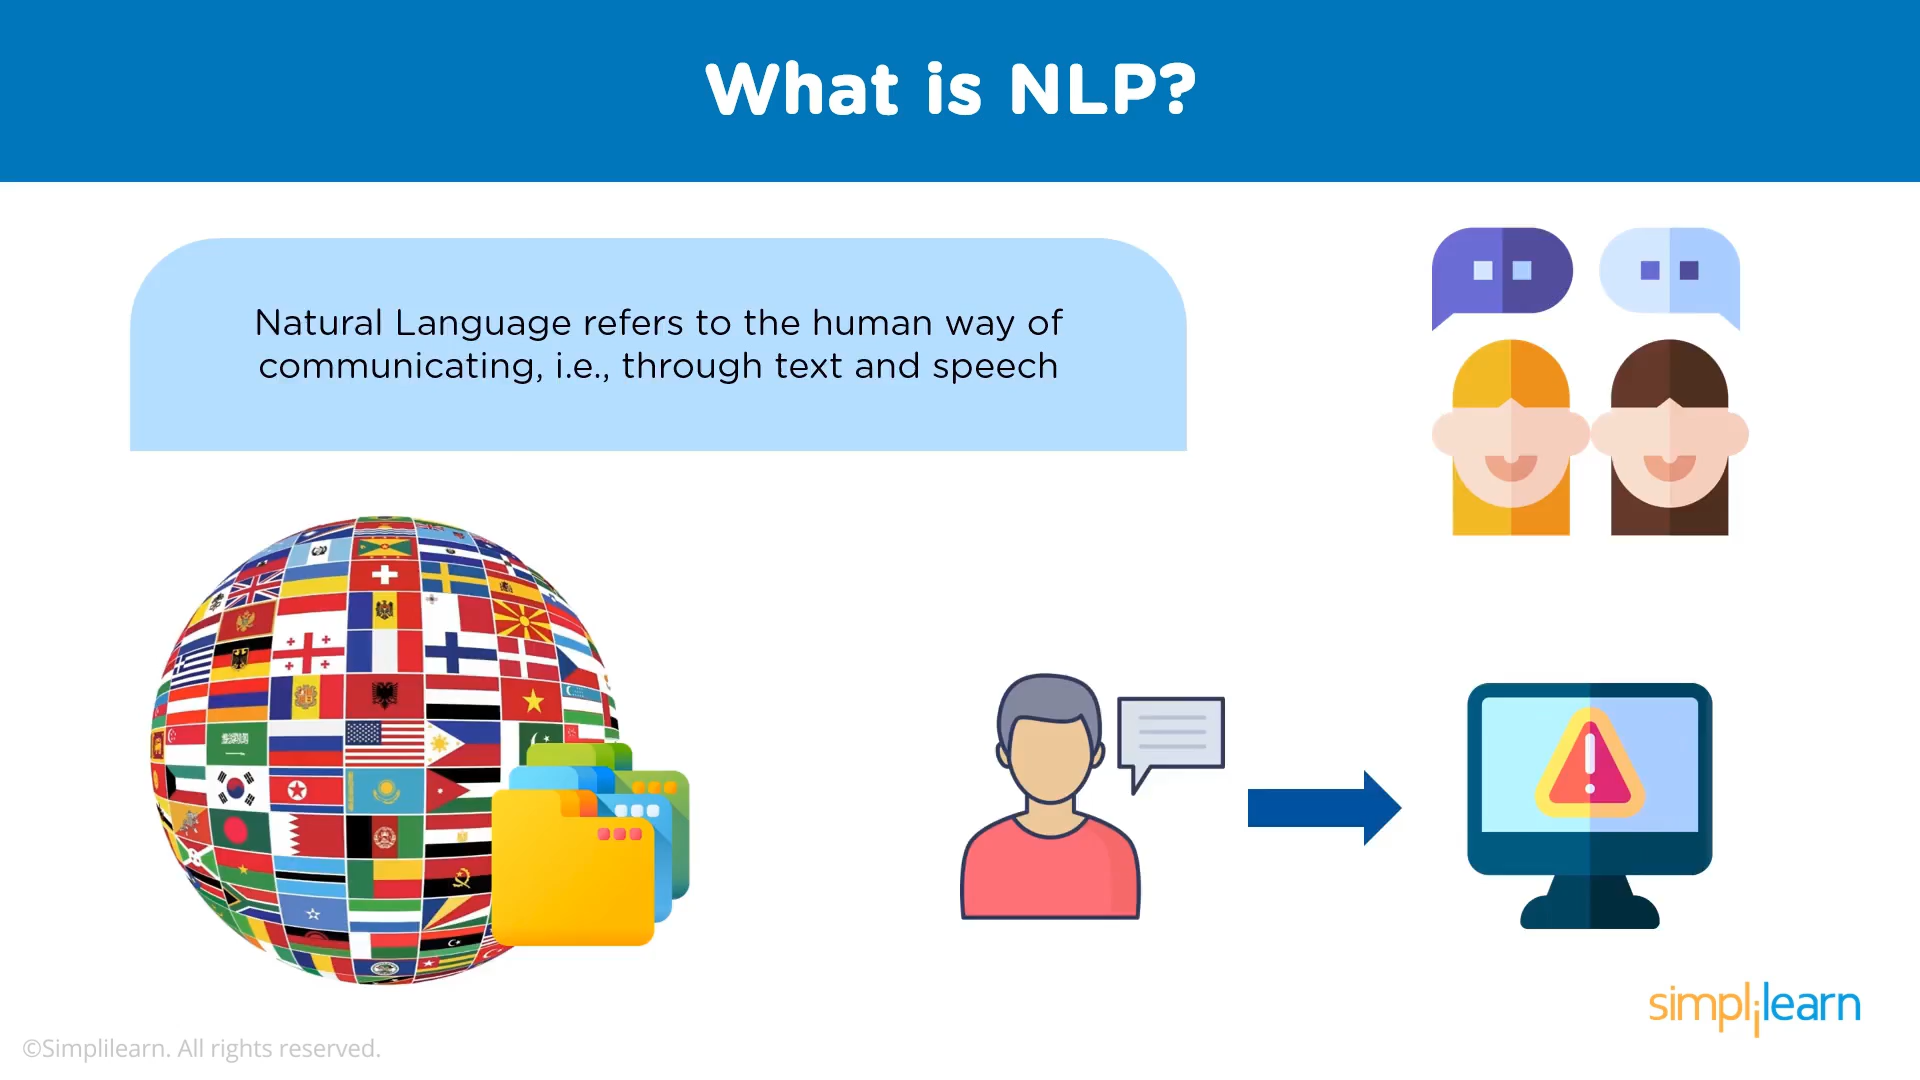 What is NLP?
Natural Language refers to the human way of
communicating, i.e., through text and speech
simplilearn
©Simplilearn. All rights reserved.